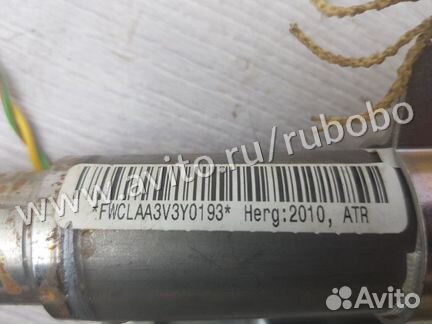 www.avito.ru/rubobo
*FWCLAA3V3Y0193* Herg:2010, ATR
Avito